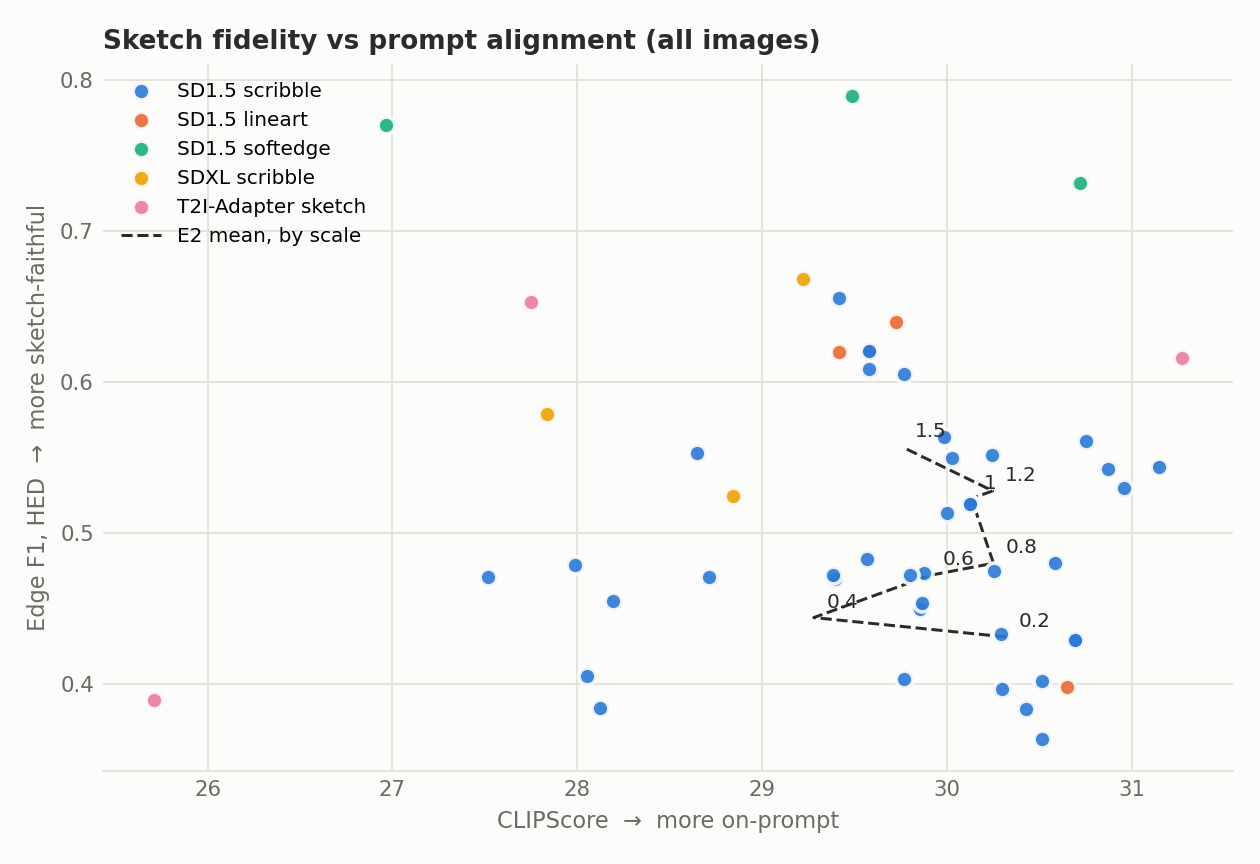 Sketch fidelity vs prompt alignment (all images)
0.8
SD1.5 scribble
SD1.5 lineart
SD1.5 softedge
SDXL scribble
T2I-Adapter sketch
E2 mean, by scale
0.7
0.6
0.5
0.4
Edge F1, HED → more sketch-faithful
1.5
1.2
1
0.8
0.6
0.4
0.2
26 27 28 29 30 31
CLIPScore → more on-prompt